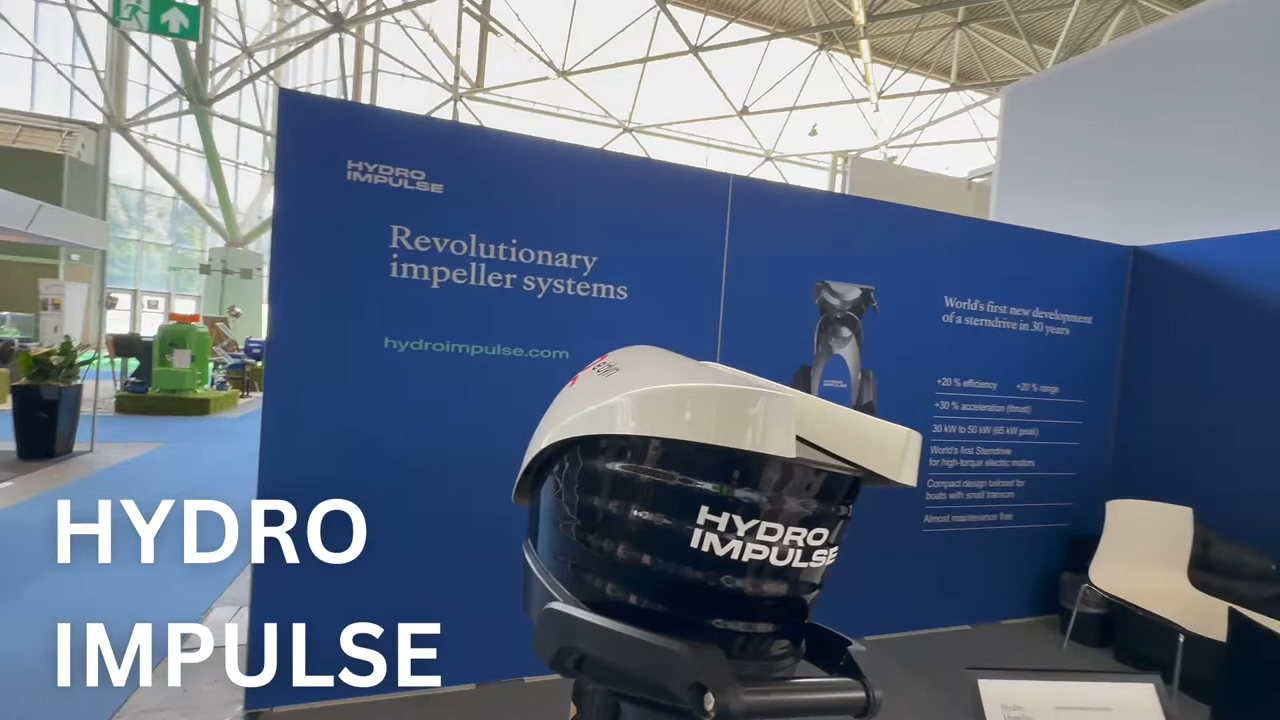 HYDRO
IMPULSE
Revolutionary
impeller systems
hydroimpulse.com
World's first new development
of a sterndrive in 30 years
+20 % efficiency +20 % range
+30 % acceleration (thrust)
30 kW to 50 kW (65 kW peak)
World's first Sterndrive
for high-torque electric motors
Compact design tailored for
boats with small transom
Almost maintenance free
HYDRO
IMPULSE
HYDRO
IMPULSE